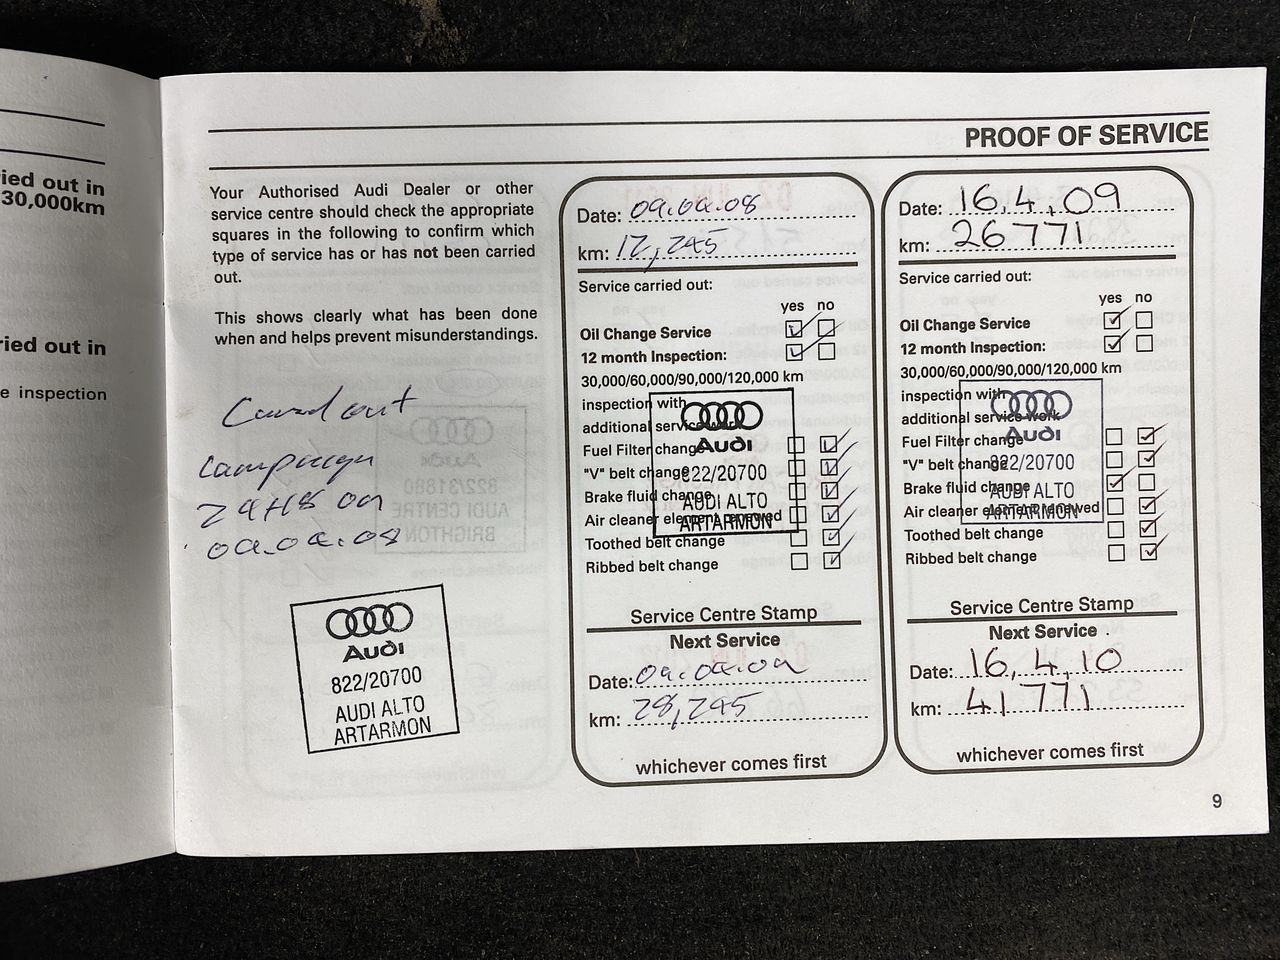 ied out in
30,000km
ried out in
e inspection
PROOF OF SERVICE
Your Authorised Audi Dealer or other
service centre should check the appropriate
squares in the following to confirm which
type of service has or has not been carried
out.
This shows clearly what has been done
when and helps prevent misunderstandings.
Carried out
campaign
24H8 on
09.09.08
Audi
822/20700
AUDI ALTO
ARTARMON
Date: 09.09.08
km: 12,245
Service carried out:
yes no
Oil Change Service
12 month Inspection:
30,000/60,000/90,000/120,000 km
inspection with
additional service work
Fuel Filter change
"V" belt change
Brake fluid change
Air cleaner element renewed
Toothed belt change
Ribbed belt change
Audi
822/20700
AUDI ALTO
ARTARMON
Service Centre Stamp
Next Service
Date: 09.09.09
km: 28,245
whichever comes first
Date: 16.4.09
km: 26771
Service carried out:
yes no
Oil Change Service
12 month Inspection:
30,000/60,000/90,000/120,000 km
inspection with
additional service work
Fuel Filter change
"V" belt change
Brake fluid change
Air cleaner element renewed
Toothed belt change
Ribbed belt change
Audi
822/20700
AUDI ALTO
ARTARMON
Service Centre Stamp
Next Service
Date: 16.4.10
km: 41771
whichever comes first
9